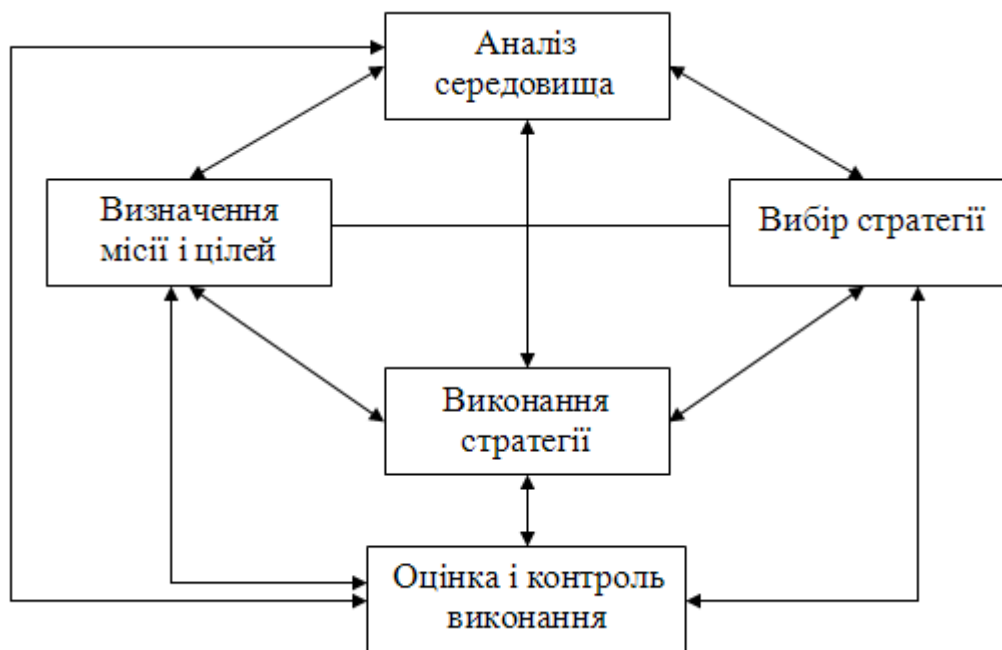 Аналіз
середовища
Визначення
місії і цілей
Вибір стратегії
Виконання
стратегії
Оцінка і контроль
виконання